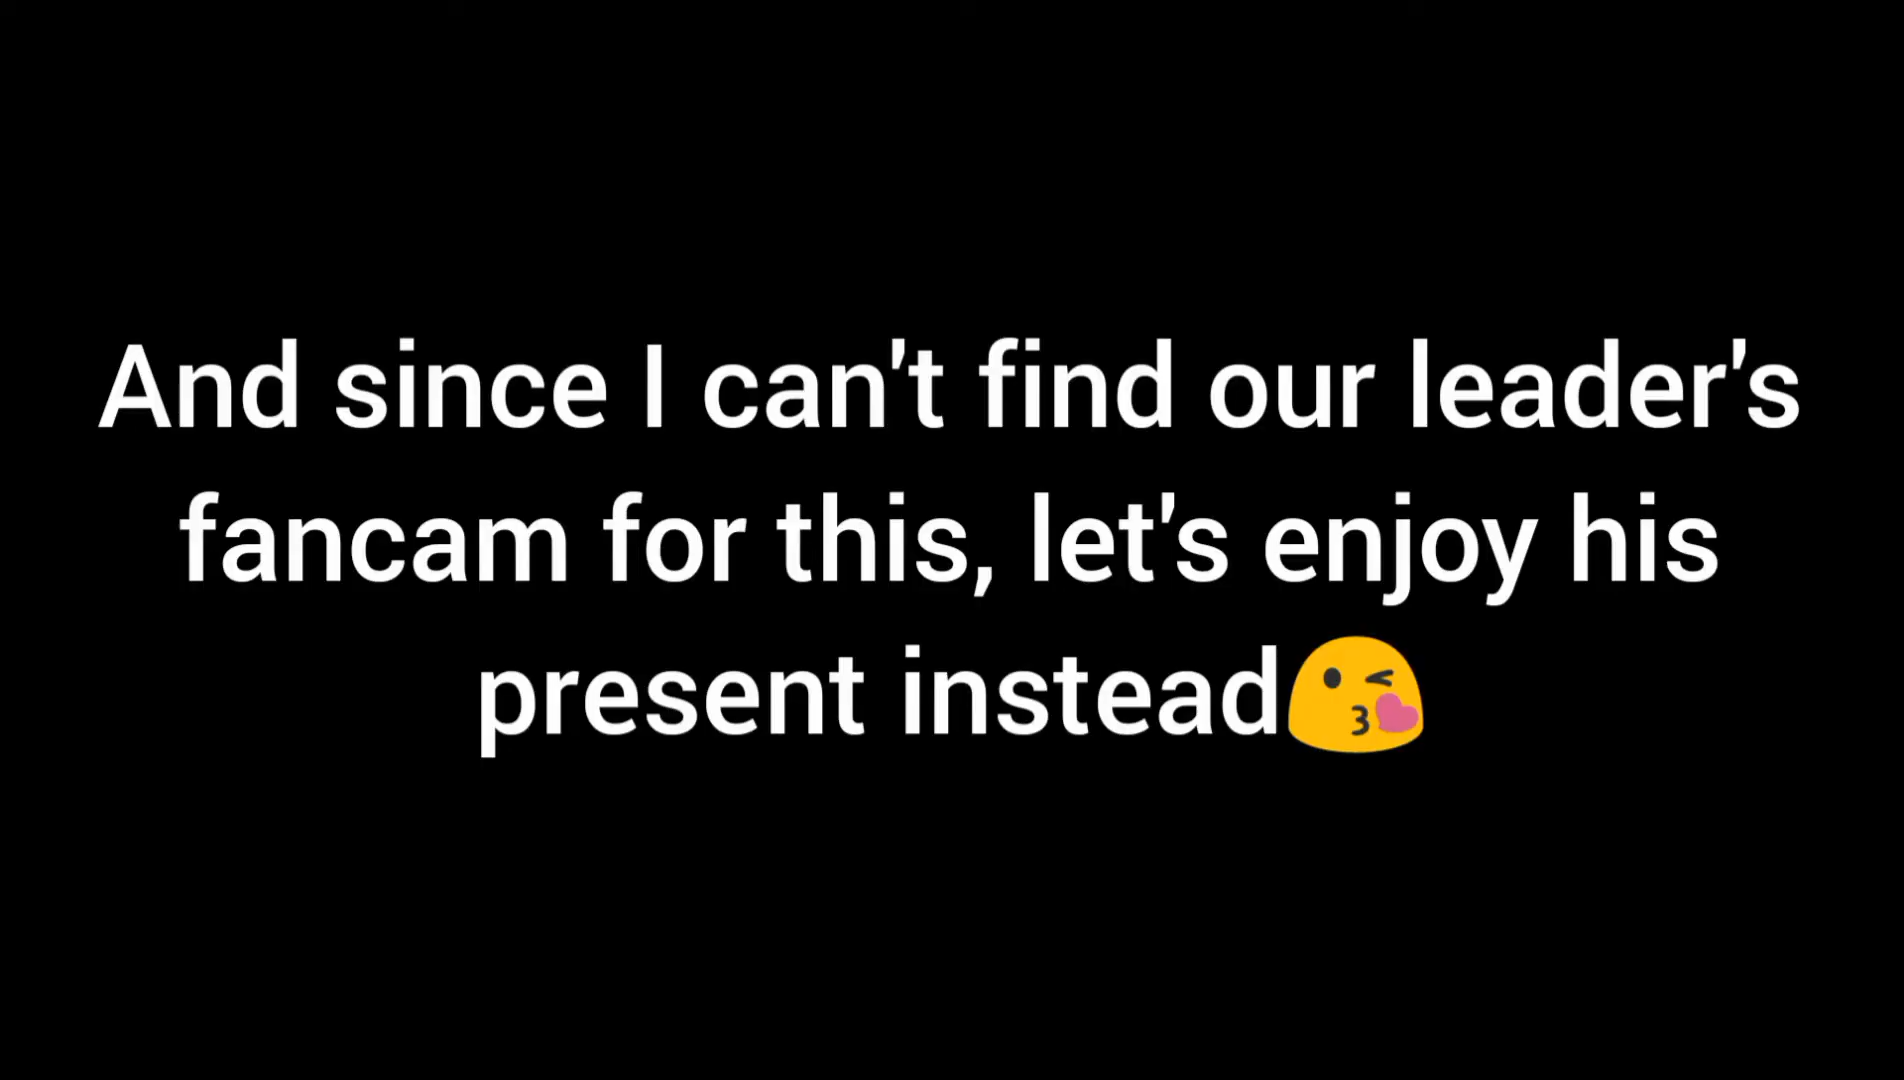 And since I can't find our leader's
fancam for this, let's enjoy his
present instead😘